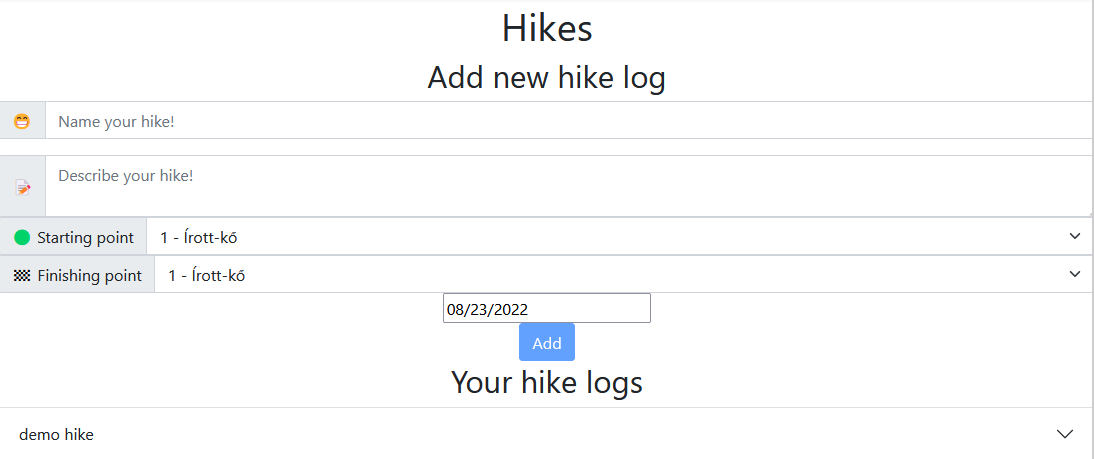 Hikes
Add new hike log
Name your hike!
Describe your hike!
Starting point 1 - Írott-kő
Finishing point 1 - Írott-kő
08/23/2022
Add
Your hike logs
demo hike